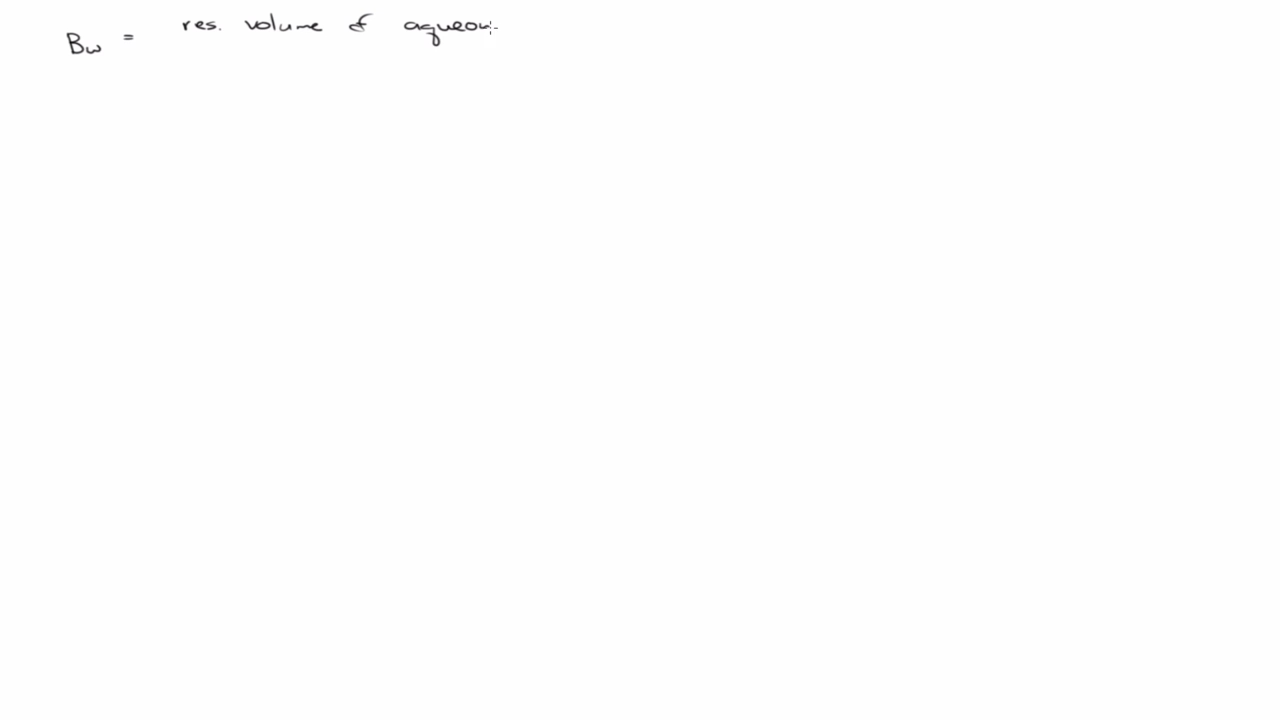 Bw = res. volume of aqueou